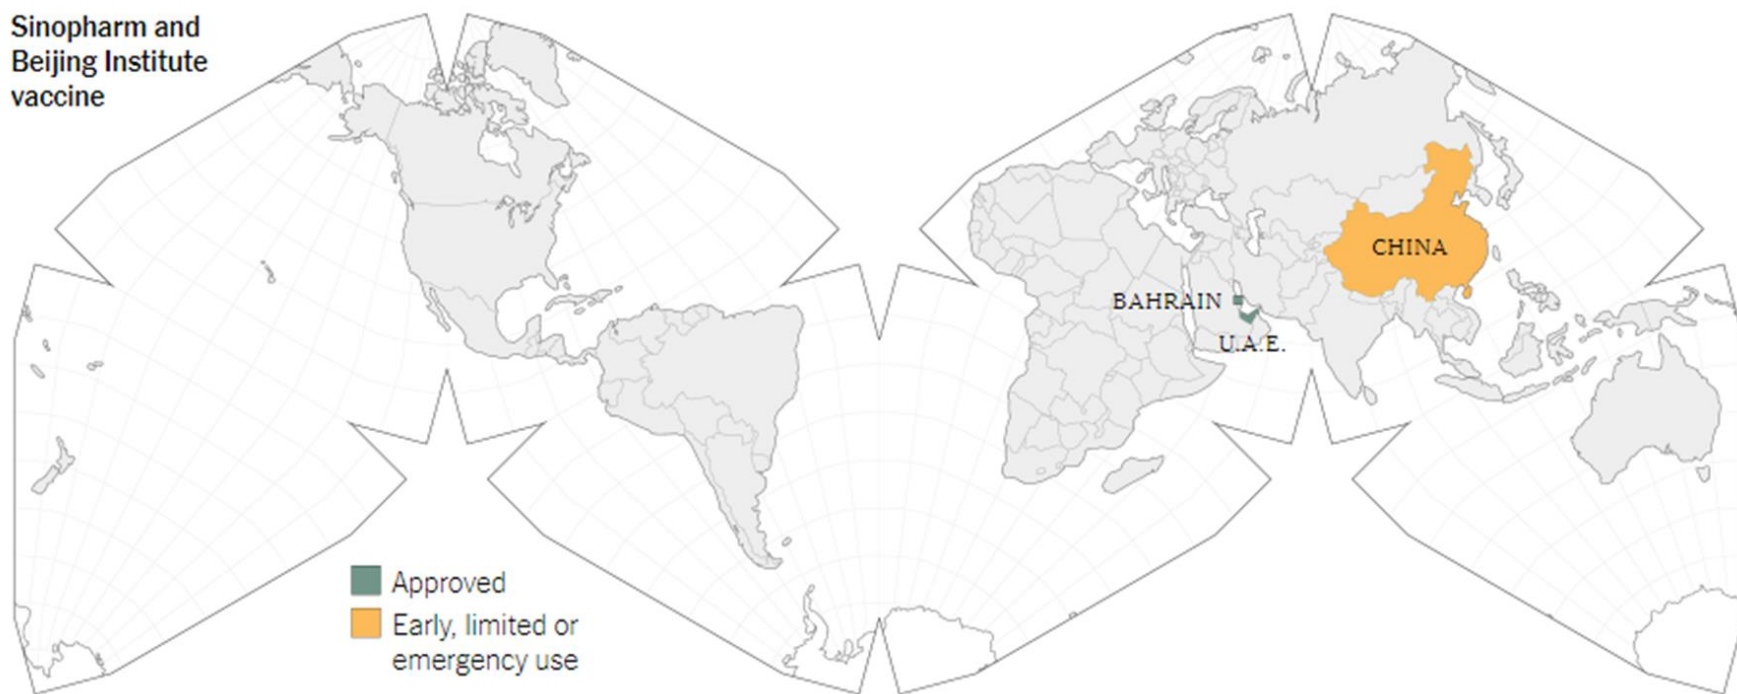 Sinopharm and
Beijing Institute
vaccine
CHINA
BAHRAIN
U.A.E.
Approved
Early, limited or
emergency use